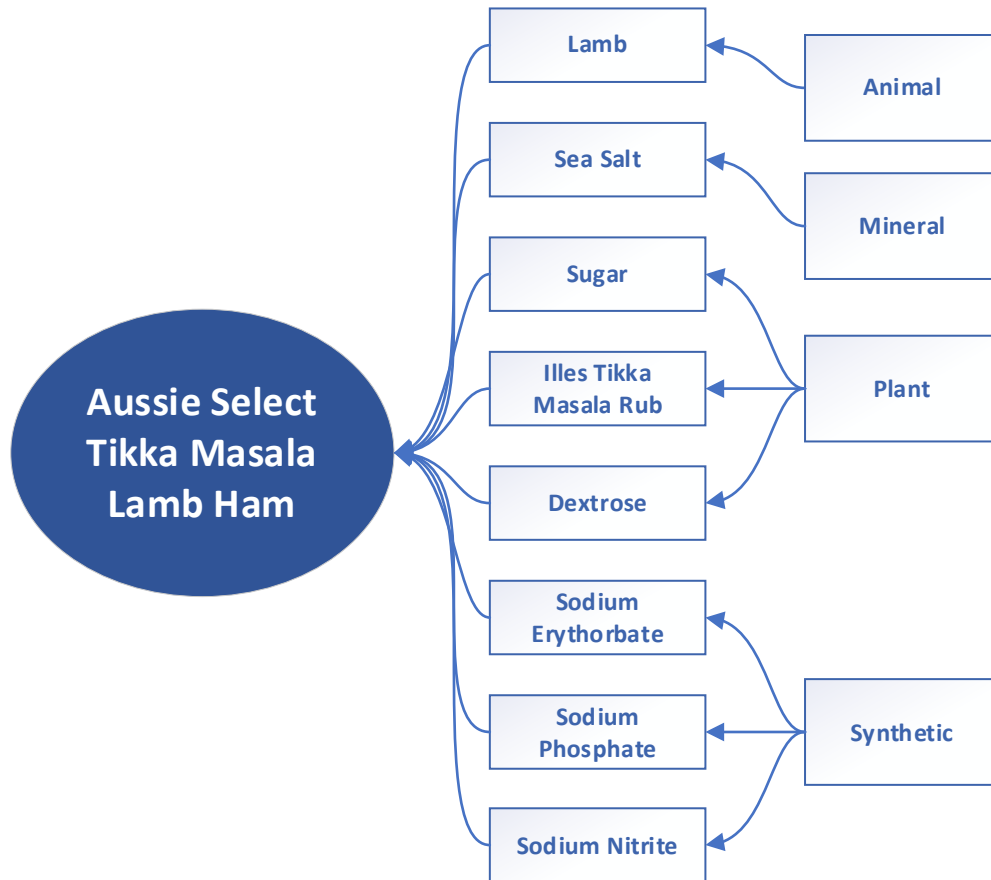 Lamb
Animal
Sea Salt
Mineral
Sugar
Aussie Select
Tikka Masala
Lamb Ham
Illes Tikka
Masala Rub
Plant
Dextrose
Sodium
Erythorbate
Sodium
Phosphate
Synthetic
Sodium Nitrite